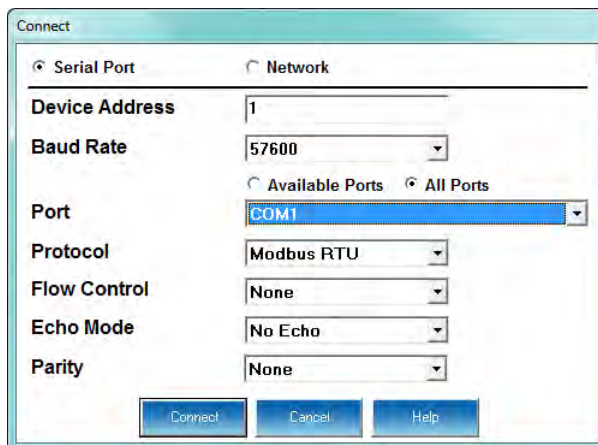 Connect
Serial Port Network
Device Address 1
Baud Rate 57600
Available Ports All Ports
Port COM1
Protocol Modbus RTU
Flow Control None
Echo Mode No Echo
Parity None
Connect Cancel Help